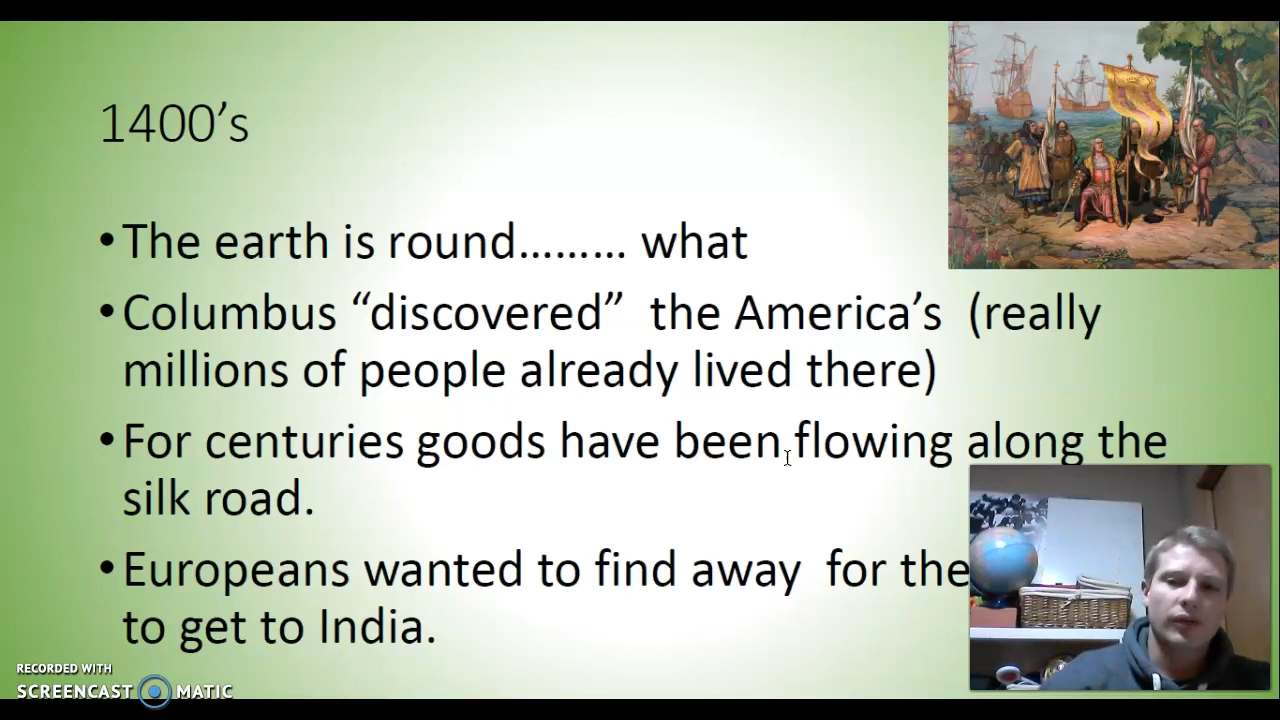 1400’s
•The earth is round……… what
•Columbus “discovered”  the America’s  (really
millions of people already lived there)
•For centuries goods have been flowing along the
silk road.
•Europeans wanted to find away  for the
to get to India.
RECORDED WITH
SCREENCAST MATIC